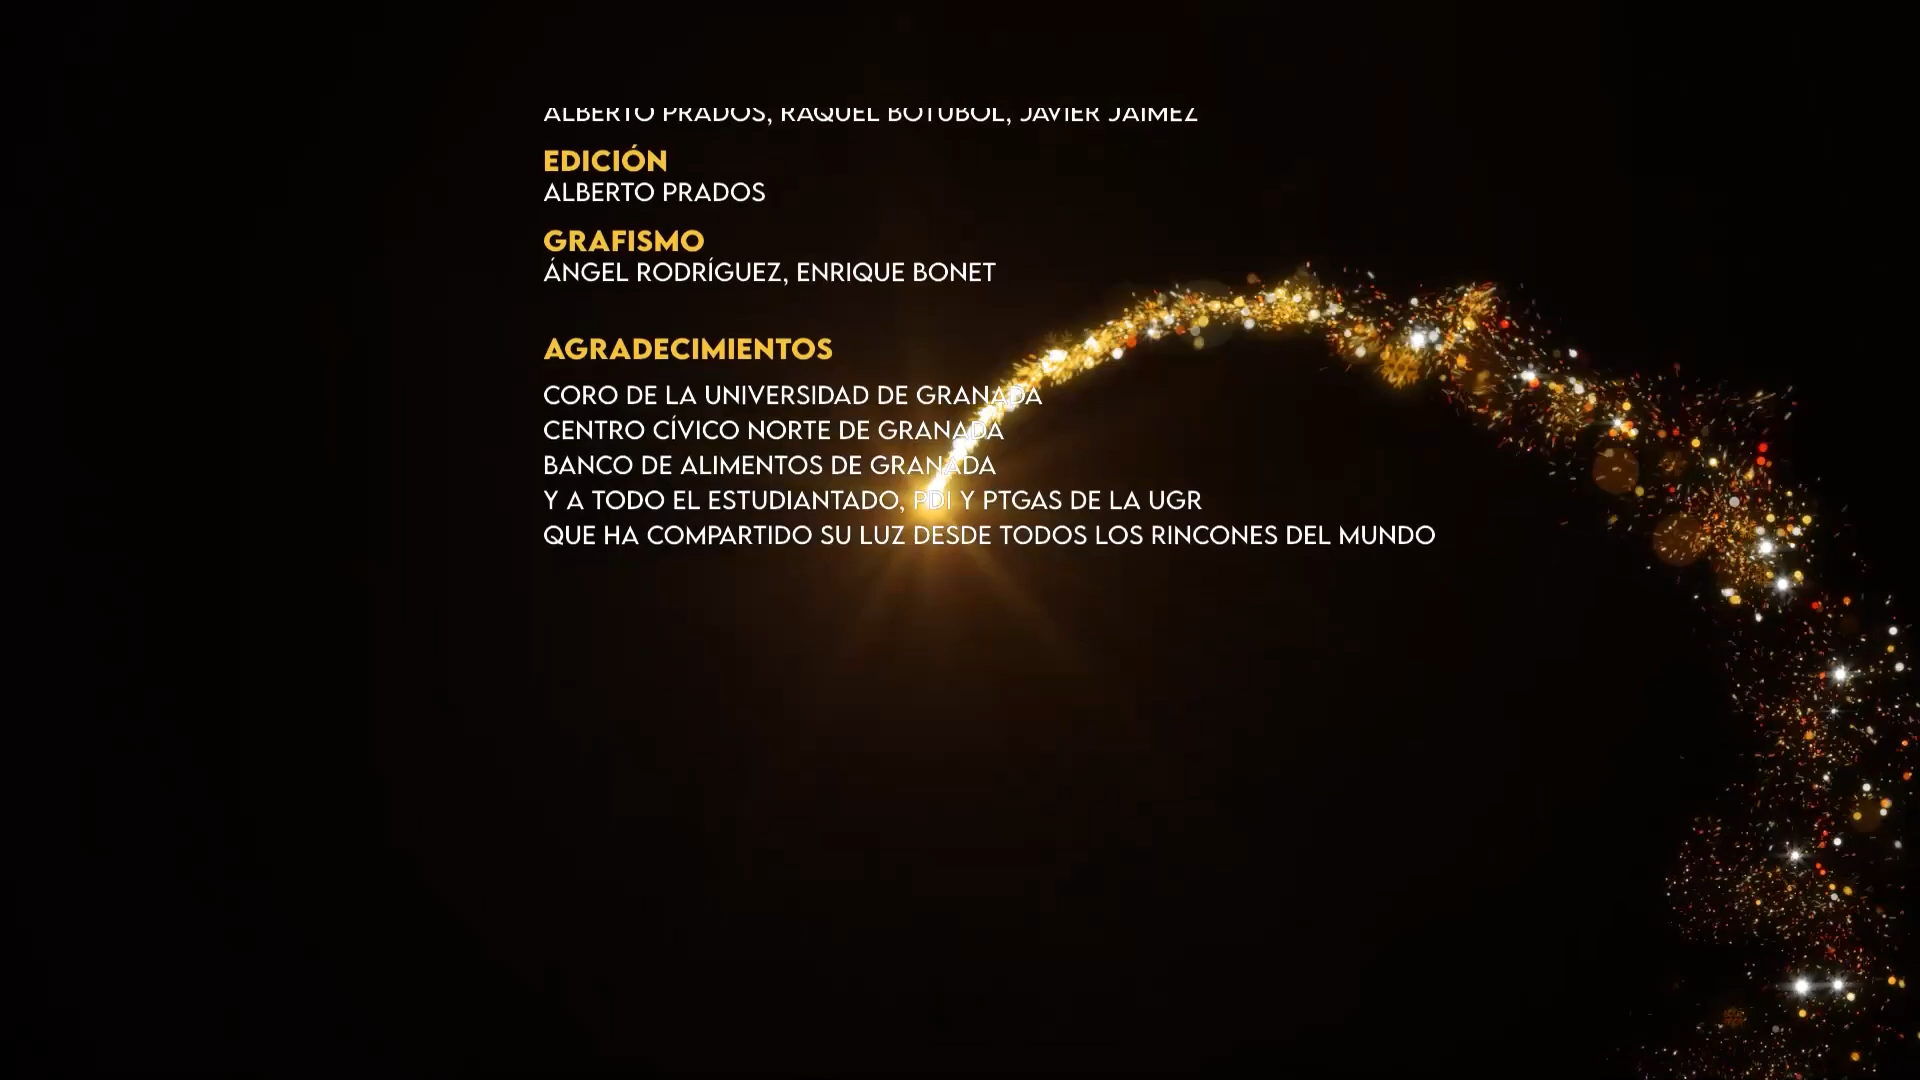 ALBERTO PRADOS, RAQUEL BOTUBOL, JAVIER JAIMEZ
EDICIÓN
ALBERTO PRADOS
GRAFISMO
ÁNGEL RODRÍGUEZ, ENRIQUE BONET
AGRADECIMIENTOS
CORO DE LA UNIVERSIDAD DE GRANADA
CENTRO CÍVICO NORTE DE GRANADA
BANCO DE ALIMENTOS DE GRANADA
Y A TODO EL ESTUDIANTADO, PDI Y PTGAS DE LA UGR
QUE HA COMPARTIDO SU LUZ DESDE TODOS LOS RINCONES DEL MUNDO